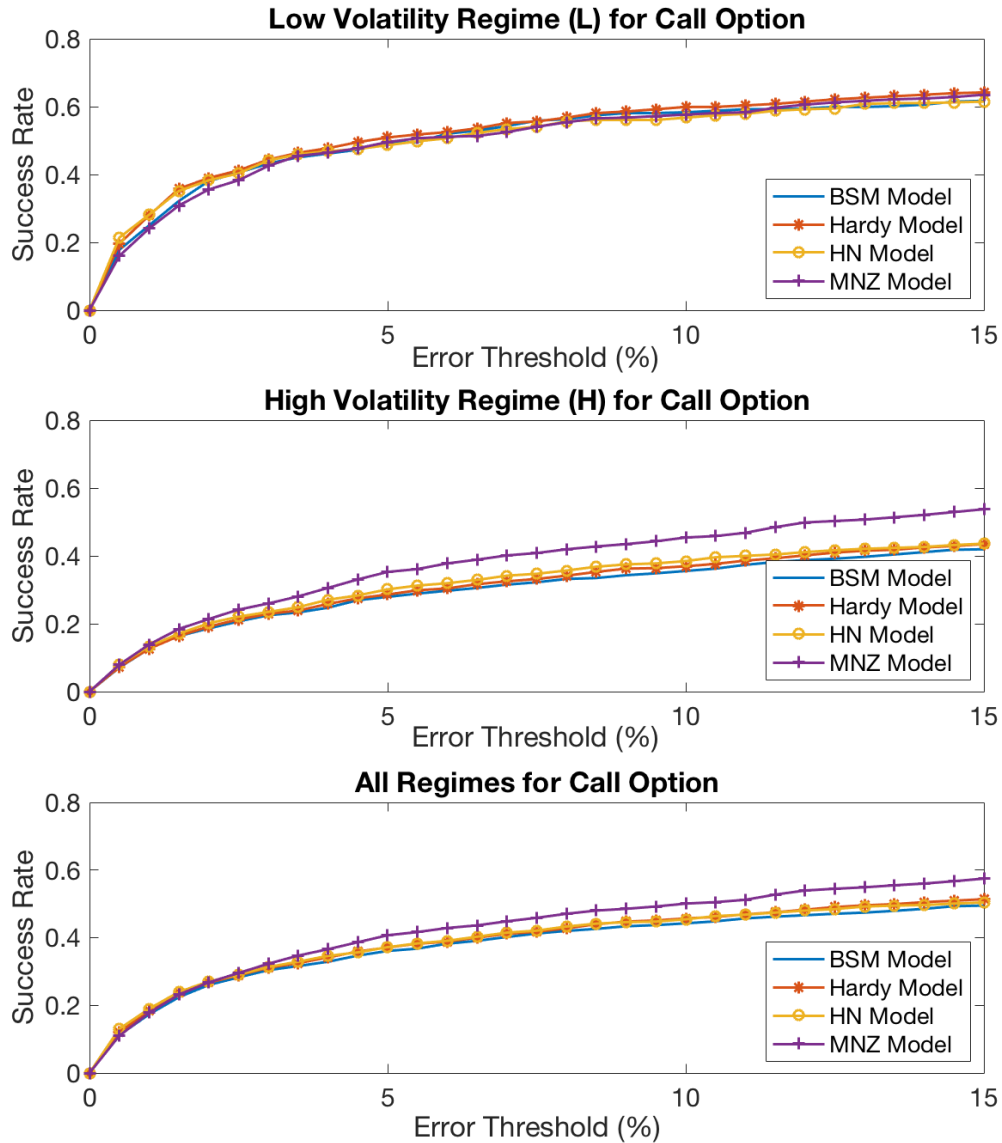 Low Volatility Regime (L) for Call Option
0.8
0.6
0.4
0.2
0
Success Rate
BSM Model
Hardy Model
HN Model
MNZ Model
0 5 10 15
Error Threshold (%)
High Volatility Regime (H) for Call Option
0.8
0.6
0.4
0.2
0
Success Rate
BSM Model
Hardy Model
HN Model
MNZ Model
0 5 10 15
Error Threshold (%)
All Regimes for Call Option
0.8
0.6
0.4
0.2
0
Success Rate
BSM Model
Hardy Model
HN Model
MNZ Model
0 5 10 15
Error Threshold (%)